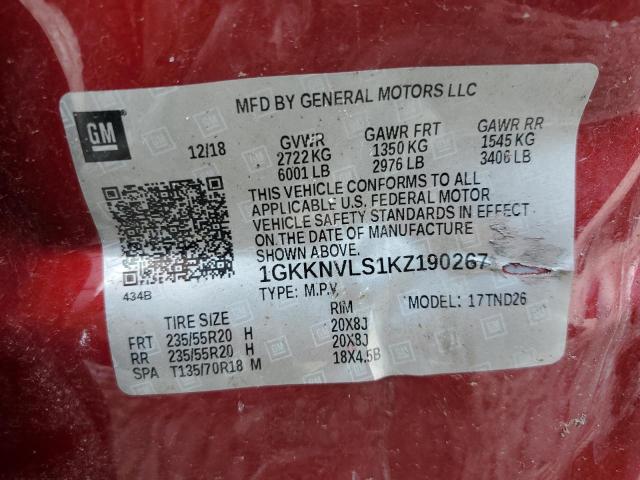 MFD BY GENERAL MOTORS LLC
GM
12/18
GVWR
2722 KG
6001 LB
GAWR FRT
1350 KG
2976 LB
GAWR RR
1545 KG
3406 LB
THIS VEHICLE CONFORMS TO ALL
APPLICABLE U.S. FEDERAL MOTOR
VEHICLE SAFETY STANDARDS IN EFFECT
ON THE DATE OF MANUFACTURE
SHOWN ABOVE.
1GKKNVLS1KZ190267
434B
TYPE: M.P.V.
MODEL: 17TND26
TIRE SIZE RIM
FRT 235/55R20 H 20X8J
RR 235/55R20 H 20X8J
SPA T135/70R18 M 18X4.5B